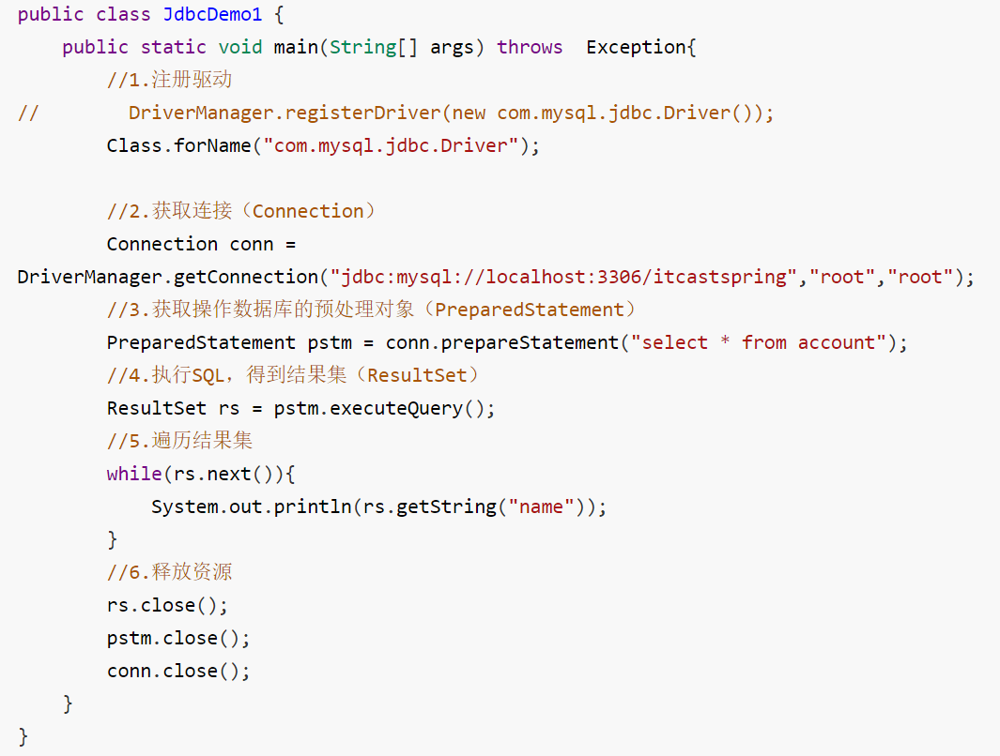 public class JdbcDemo1 {
    public static void main(String[] args) throws  Exception{
        //1.注册驱动
//        DriverManager.registerDriver(new com.mysql.jdbc.Driver());
        Class.forName("com.mysql.jdbc.Driver");
        //2.获取连接（Connection）
        Connection conn =
DriverManager.getConnection("jdbc:mysql://localhost:3306/itcastspring","root","root");
        //3.获取操作数据库的预处理对象（PreparedStatement）
        PreparedStatement pstm = conn.prepareStatement("select * from account");
        //4.执行SQL，得到结果集（ResultSet）
        ResultSet rs = pstm.executeQuery();
        //5.遍历结果集
        while(rs.next()){
            System.out.println(rs.getString("name"));
        }
        //6.释放资源
        rs.close();
        pstm.close();
        conn.close();
    }
}